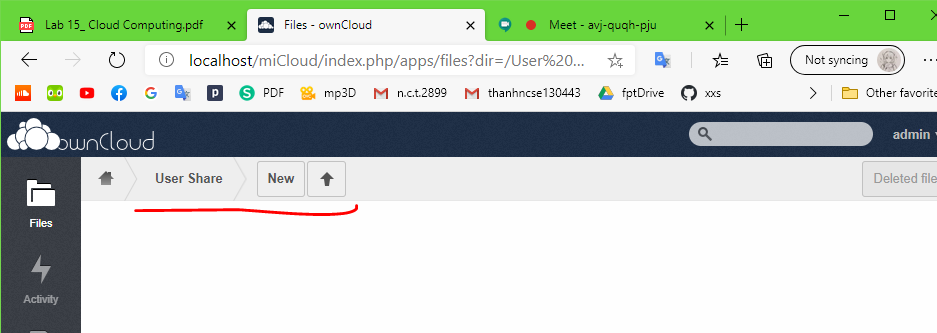 Lab 15_ Cloud Computing.pdf
Files - ownCloud
Meet - avj-quqh-pju
localhost/miCloud/index.php/apps/files?dir=/User%20...
Not syncing
PDF
mp3D
n.c.t.2899
thanhncse130443
fptDrive
xxs
Other favorite
ownCloud
admin
User Share
New
Deleted file
Files
Activity